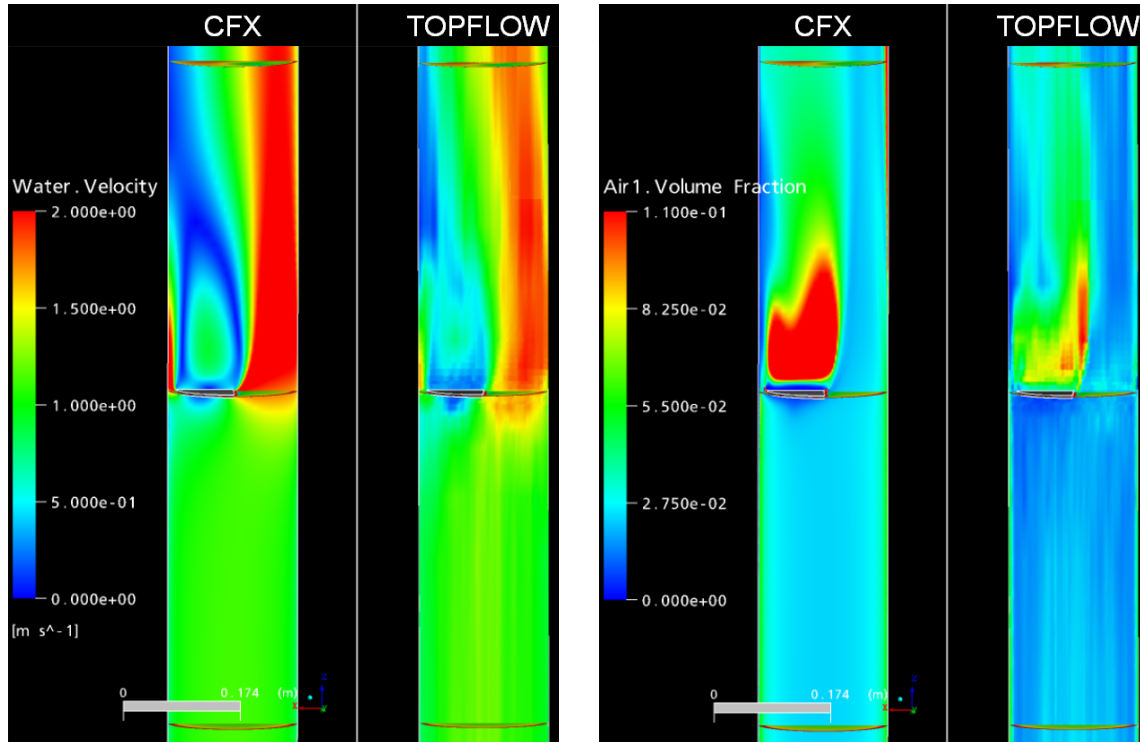 CFX
TOPFLOW
Water.Velocity
2.000e+00
1.500e+00
1.000e+00
5.000e-01
0.000e+00
[m s^-1]
0
0.174 (m)
X
Z
CFX
TOPFLOW
Air1.Volume Fraction
1.100e-01
8.250e-02
5.500e-02
2.750e-02
0.000e+00
0
0.174 (m)
X
Z